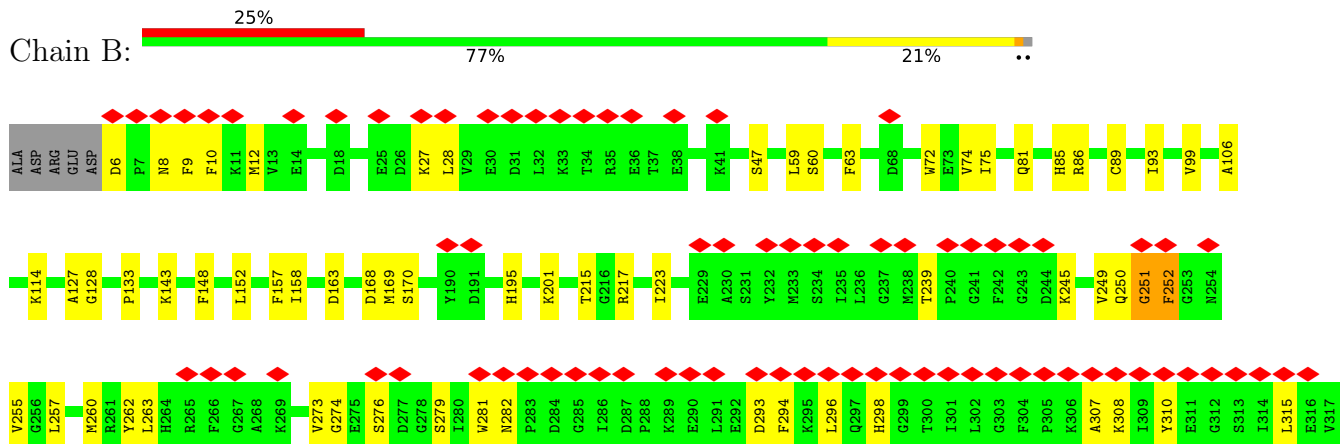 25%
Chain B:
77% 21% ••
ALA ASP ARG GLU ASP D6 P7 N8 F9 F10 K11 M12 V13 E14 D18 E25 D26 K27 L28 V29 E30 D31 L32 K33 T34 R35 E36 T37 E38 K41 S47 L59 S60 F63 D68 W72 E73 V74 I75 Q81 H85 R86 C89 I93 V99 A106
K114 A127 G128 P133 K143 F148 L152 F157 I158 D163 D168 M169 S170 Y190 D191 H195 K201 T215 G216 R217 I223 E229 A230 S231 Y232 M233 S234 I235 L236 G237 M238 T239 P240 G241 F242 G243 D244 K245 V249 Q250 G251 F252 G253 N254
V255 G256 L257 M260 R261 Y262 L263 H264 R265 F266 G267 A268 K269 V273 G274 E275 S276 D277 G278 S279 I280 W281 N282 P283 D284 G285 I286 D287 P288 K289 E290 L291 E292 D293 F294 K295 L296 Q297 H298 G299 T300 I301 L302 G303 F304 P305 K306 A307 K308 I309 Y310 E311 G312 S313 I314 L315 E316 V317